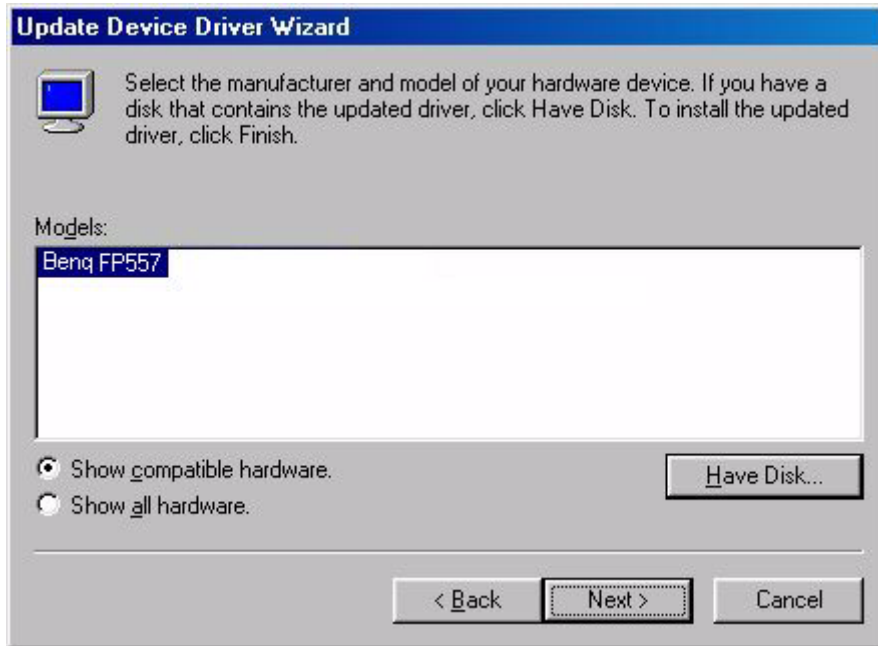 Update Device Driver Wizard
Select the manufacturer and model of your hardware device. If you have a
disk that contains the updated driver, click Have Disk. To install the updated
driver, click Finish.
Models:
Benq FP557
Show compatible hardware.
Have Disk...
Show all hardware.
< Back
Next >
Cancel